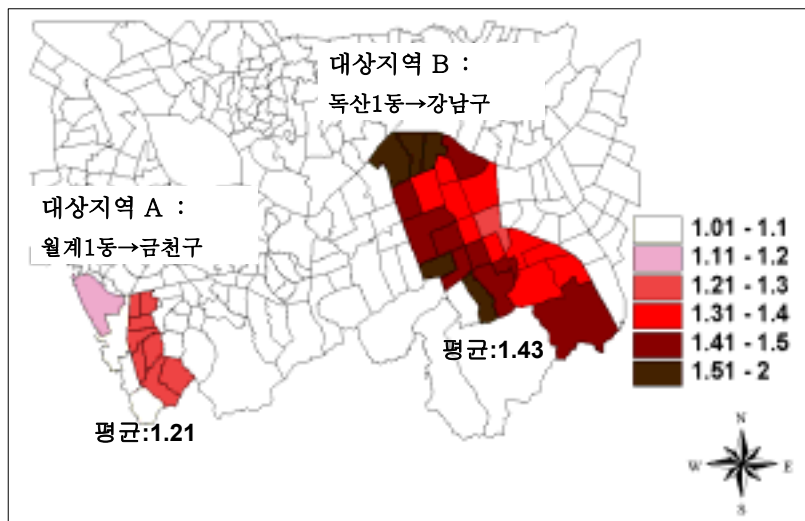 대상지역 B :
독산1동→강남구
대상지역 A :
월계1동→금천구
1.01 - 1.1
1.11 - 1.2
1.21 - 1.3
1.31 - 1.4
1.41 - 1.5
1.51 - 2
평균:1.43
평균:1.21
N
W E
S